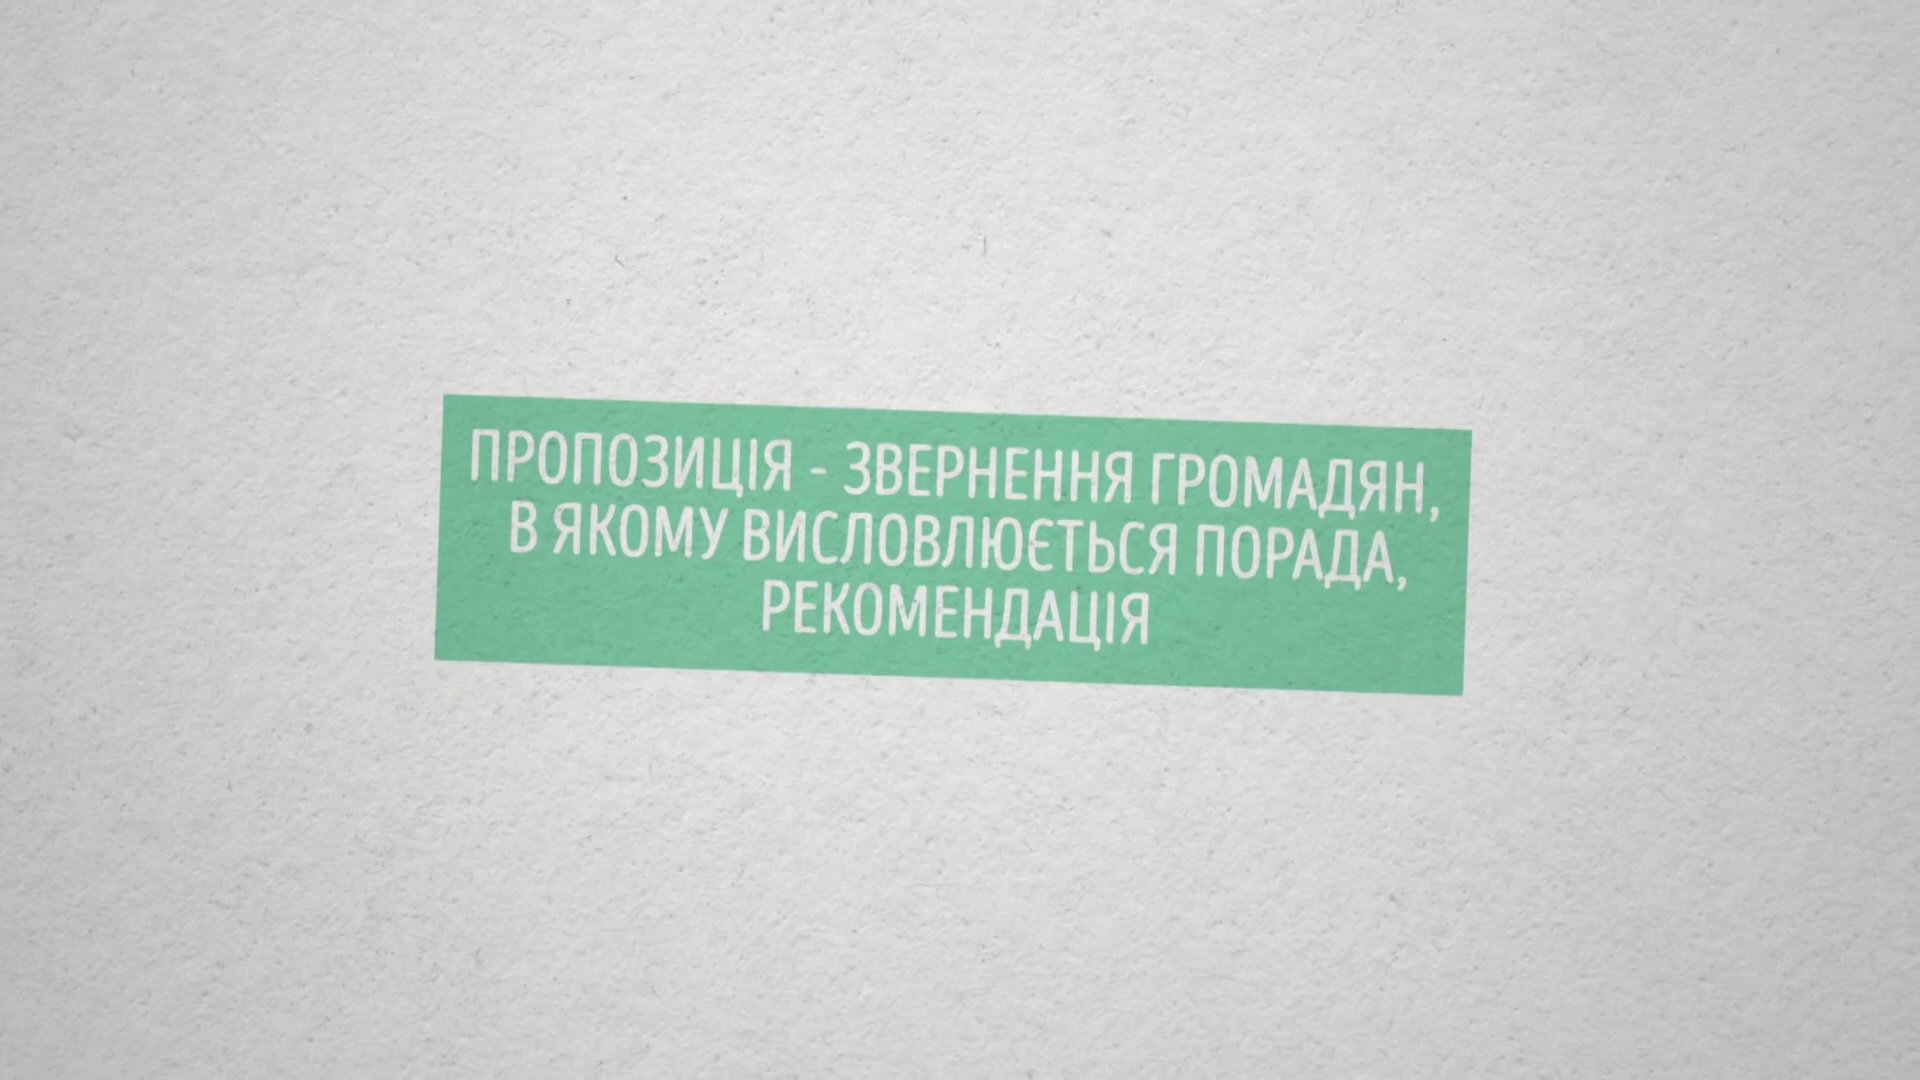 ПРОПОЗИЦІЯ - ЗВЕРНЕННЯ ГРОМАДЯН,
В ЯКОМУ ВИСЛОВЛЮЄТЬСЯ ПОРАДА,
РЕКОМЕНДАЦІЯ